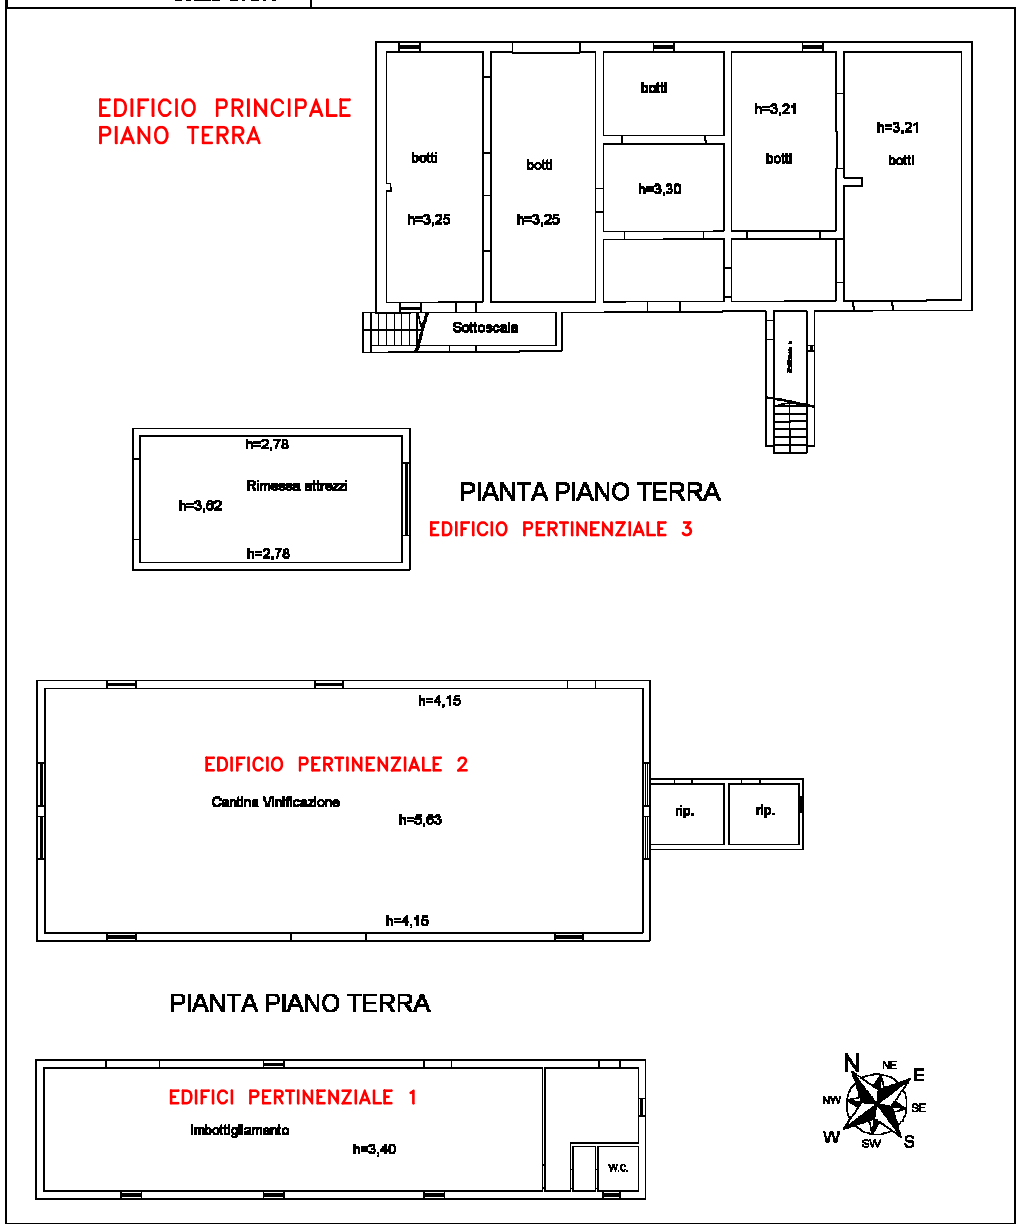 EDIFICIO PRINCIPALE
PIANO TERRA
botti
h=3,25
botti
h=3,25
botti
h=3,30
h=3,21
botti
h=3,21
botti
Sottoscala
h=2,78
Rimessa attrezzi
h=3,62
h=2,78
PIANTA PIANO TERRA
EDIFICIO PERTINENZIALE 3
h=4,15
EDIFICIO PERTINENZIALE 2
Cantina Vinificazione
h=5,63
rip.
rip.
h=4,15
PIANTA PIANO TERRA
EDIFICI PERTINENZIALE 1
Imbottigliamento
h=3,40
W.C.
N
NE
E
NW
SE
W
SW
S